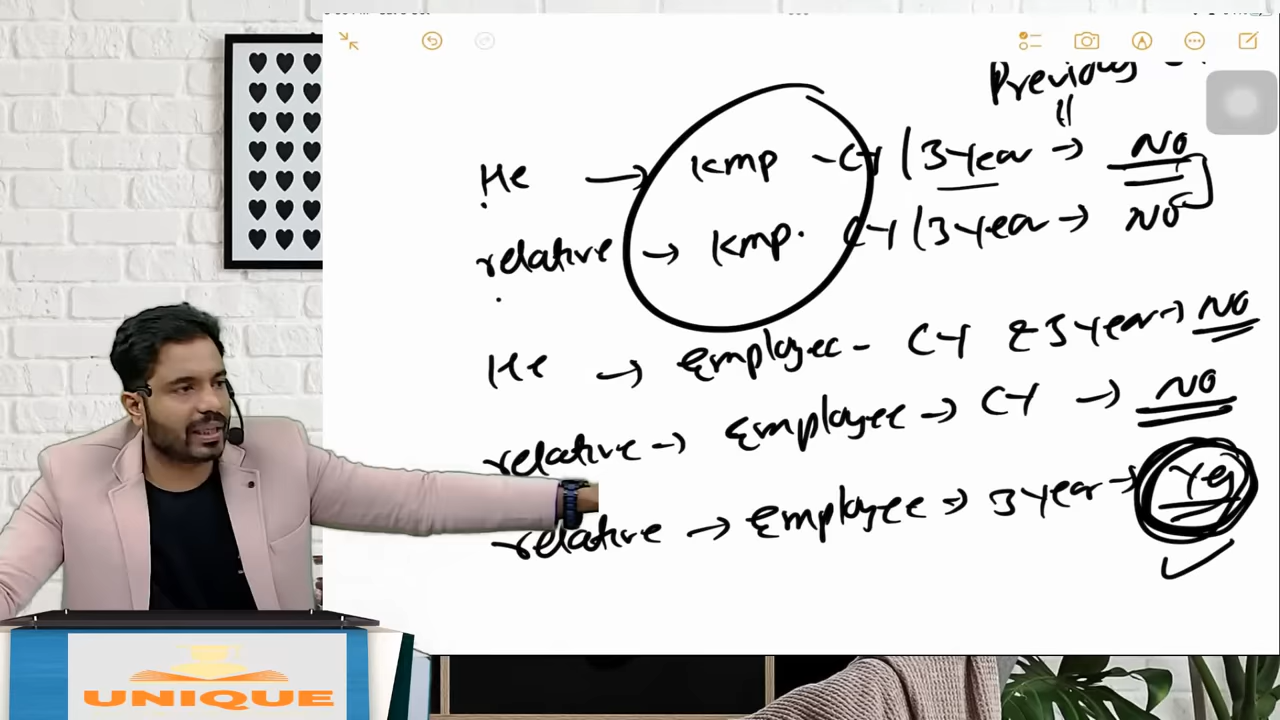 Previous
He → Kmp - CY / 3 Year → NO
relative → Kmp. CY / 3 Year → NO
He → Employee - CY & 3 Year → NO
relative → Employee → CY → NO
relative → Employee → 3 year → Yes
UNIQUE